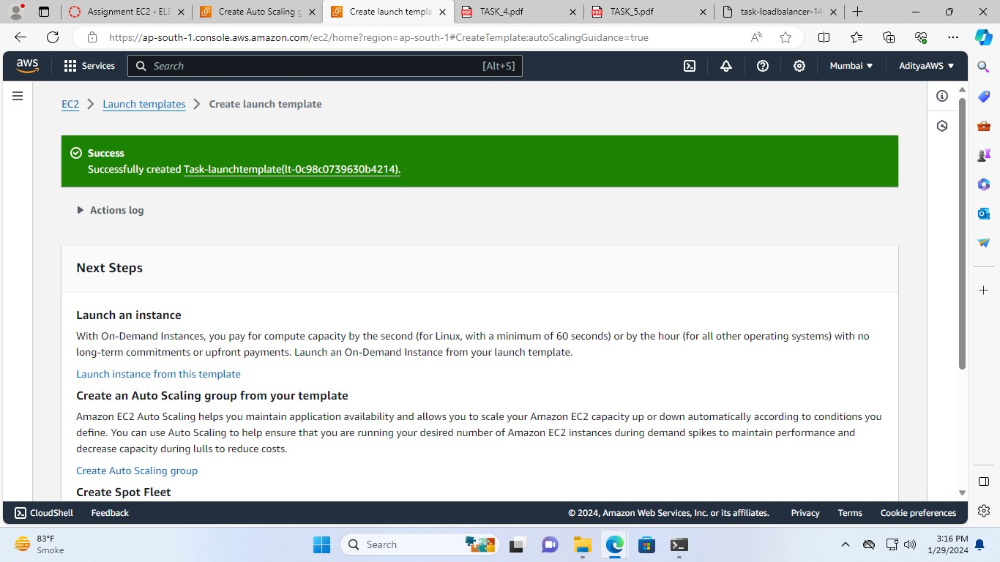 Assignment EC2 - ELE
Create Auto Scaling g
Create launch templa
TASK_4.pdf
TASK_5.pdf
task-loadbalancer-14
https://ap-south-1.console.aws.amazon.com/ec2/home?region=ap-south-1#CreateTemplate:autoScalingGuidance=true
aws
Services
Search
[Alt+S]
Mumbai
AdityaAWS
EC2
Launch templates
Create launch template
Success
Successfully created Task-launchtemplate(lt-0c98c0739630b4214).
Actions log
Next Steps
Launch an instance
With On-Demand Instances, you pay for compute capacity by the second (for Linux, with a minimum of 60 seconds) or by the hour (for all other operating systems) with no
long-term commitments or upfront payments. Launch an On-Demand Instance from your launch template.
Launch instance from this template
Create an Auto Scaling group from your template
Amazon EC2 Auto Scaling helps you maintain application availability and allows you to scale your Amazon EC2 capacity up or down automatically according to conditions you
define. You can use Auto Scaling to help ensure that you are running your desired number of Amazon EC2 instances during demand spikes to maintain performance and
decrease capacity during lulls to reduce costs.
Create Auto Scaling group
Create Spot Fleet
CloudShell
Feedback
© 2024, Amazon Web Services, Inc. or its affiliates.
Privacy
Terms
Cookie preferences
83°F
Smoke
Search
3:16 PM
1/29/2024